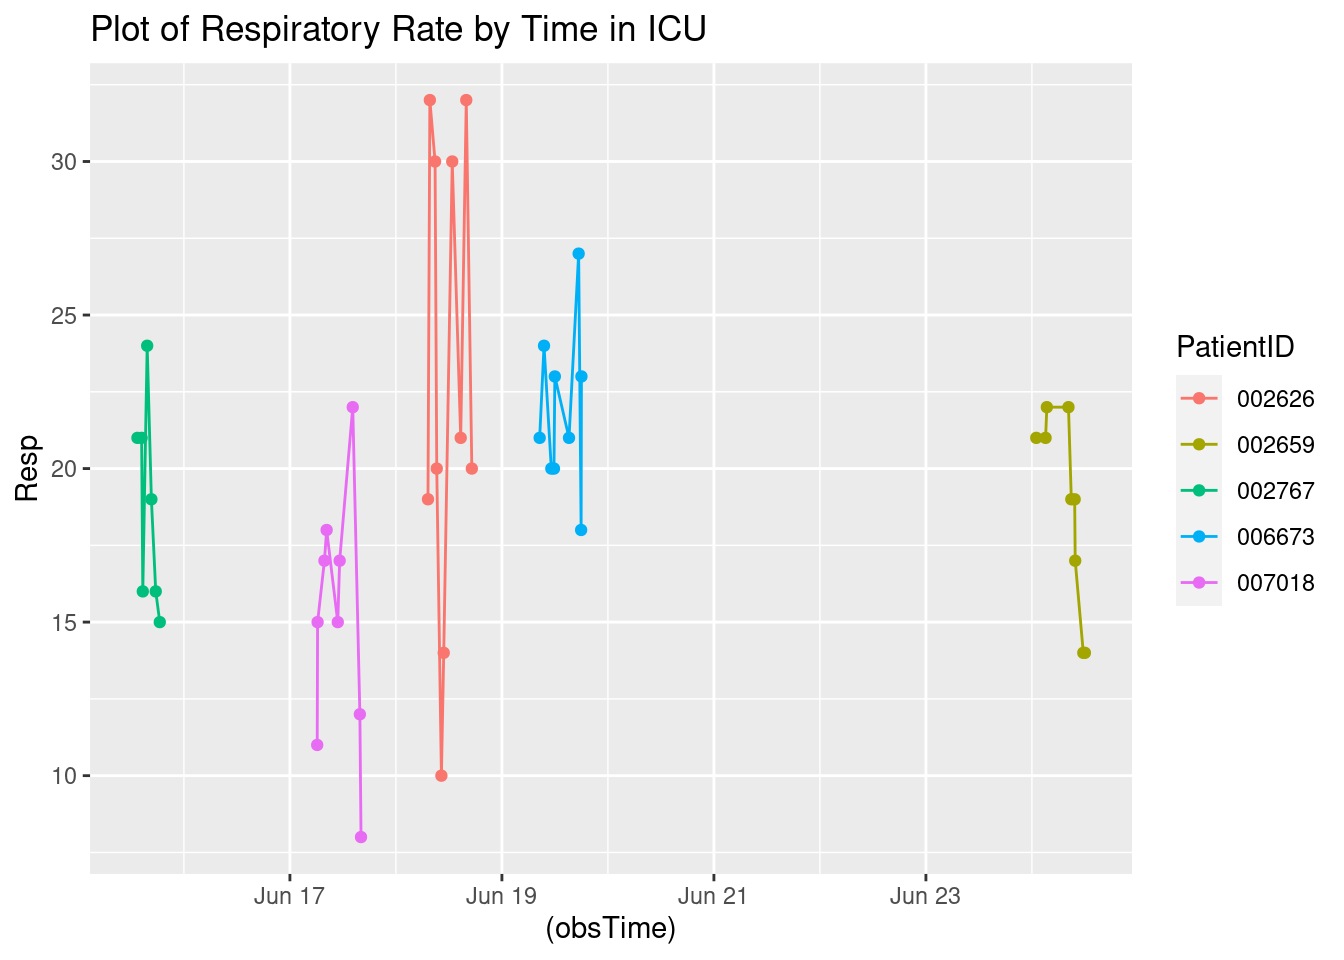 Plot of Respiratory Rate by Time in ICU
Resp
30
25
20
15
10
Jun 17
Jun 19
Jun 21
Jun 23
(obsTime)
PatientID
002626
002659
002767
006673
007018